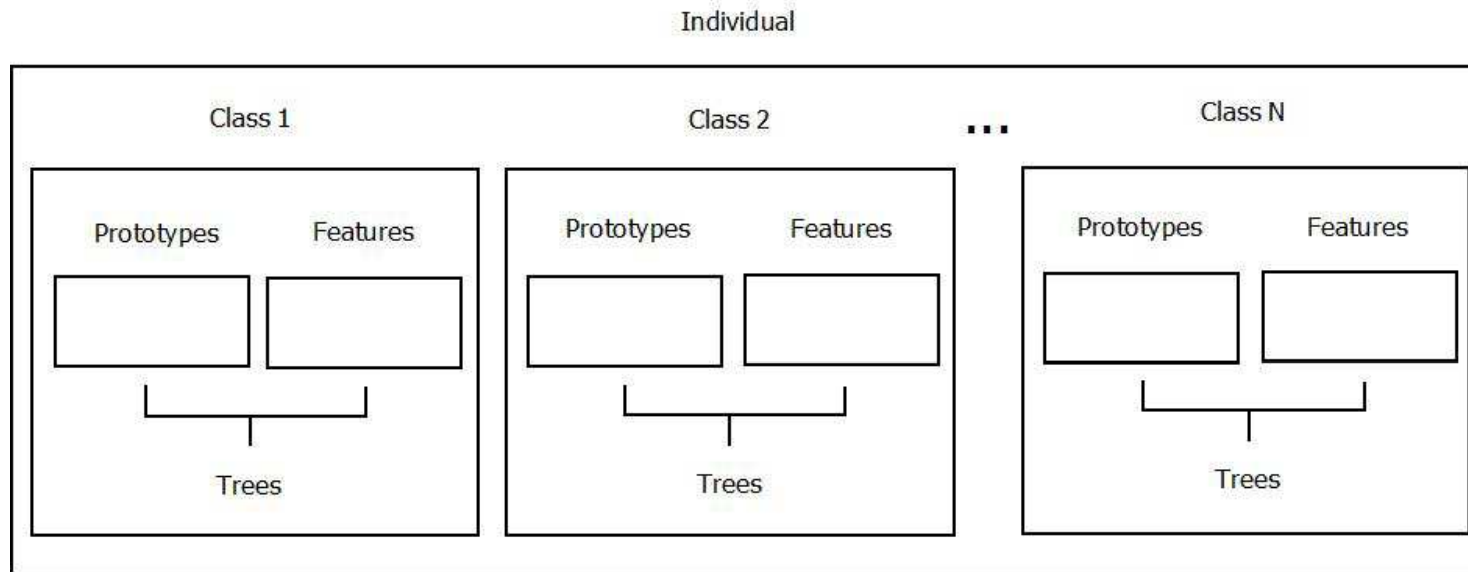 Individual
Class 1
Class 2
...
Class N
Prototypes
Features
Prototypes
Features
Prototypes
Features
Trees
Trees
Trees